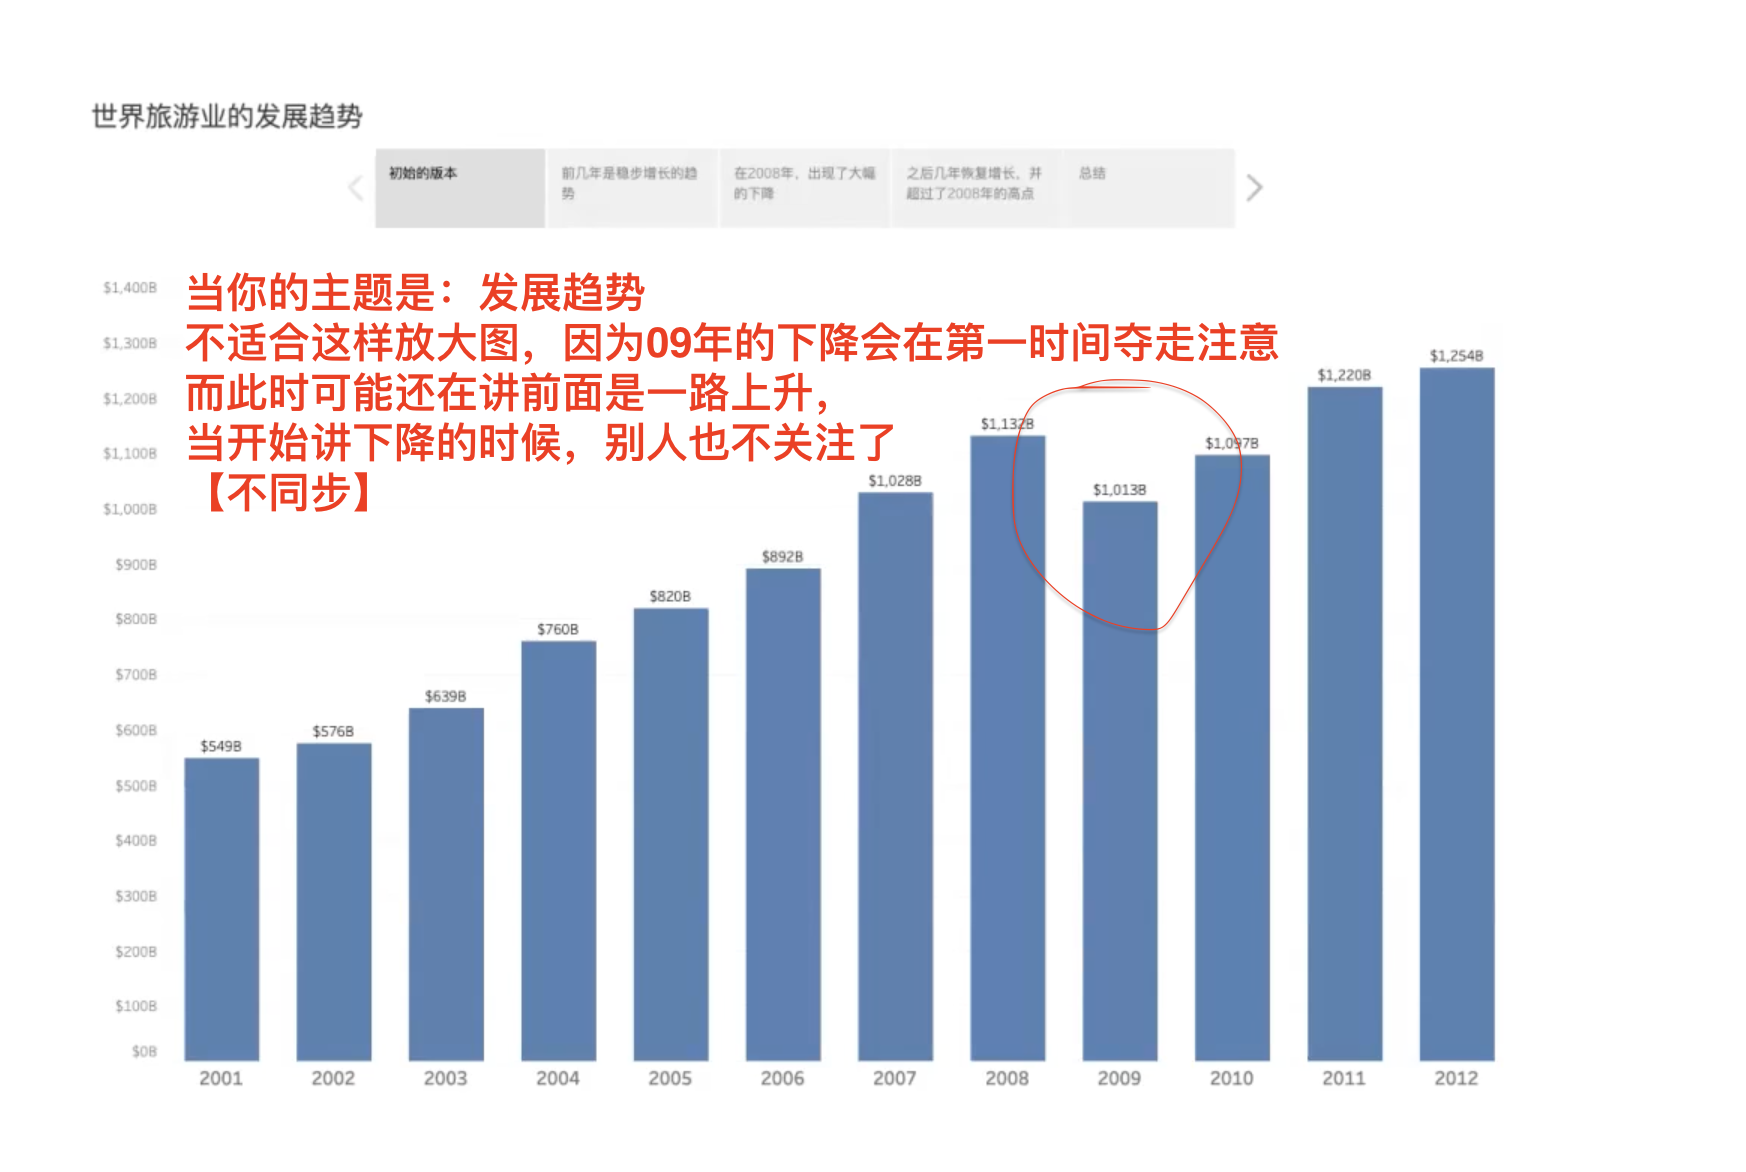 世界旅游业的发展趋势
初始的版本
前几年是稳步增长的趋
势
在2008年，出现了大幅
的下降
之后几年恢复增长，并
超过了2008年的高点
总结
当你的主题是：发展趋势
不适合这样放大图，因为09年的下降会在第一时间夺走注意
而此时可能还在讲前面是一路上升，
当开始讲下降的时候，别人也不关注了
【不同步】
$1,400B
$1,300B
$1,200B
$1,100B
$1,000B
$900B
$800B
$700B
$600B
$500B
$400B
$300B
$200B
$100B
$0B
$549B
$576B
$639B
$760B
$820B
$892B
$1,028B
$1,132B
$1,013B
$1,097B
$1,220B
$1,254B
2001
2002
2003
2004
2005
2006
2007
2008
2009
2010
2011
2012